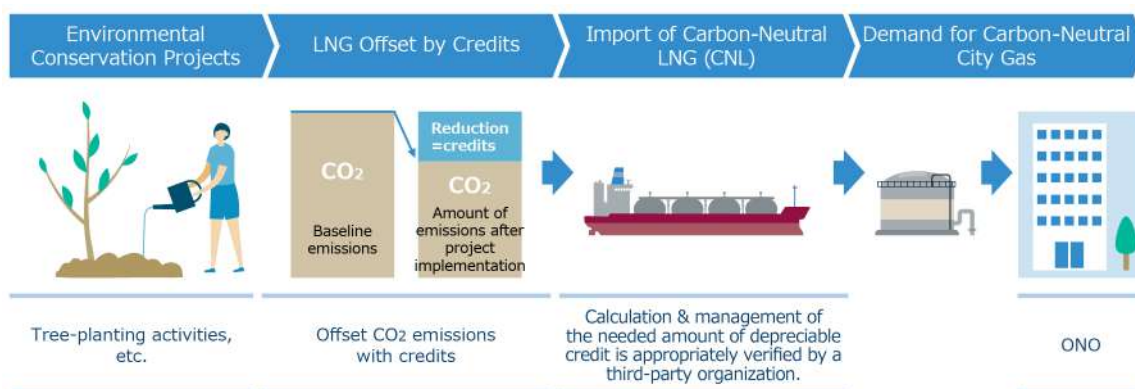 Environmental
Conservation Projects
LNG Offset by Credits
Import of Carbon-Neutral
LNG (CNL)
Demand for Carbon-Neutral
City Gas
CO₂
Baseline
emissions
Reduction
=credits
CO₂
Amount of
emissions after
project
implementation
Tree-planting activities,
etc.
Offset CO₂ emissions
with credits
Calculation & management of
the needed amount of depreciable
credit is appropriately verified by a
third-party organization.
ONO